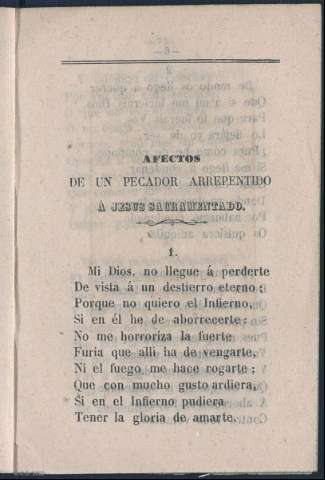 —3—
AFECTOS
DE UN PECADOR ARREPENTIDO
A JESUS SACRAMENTADO.
1.
Mi Dios, no llegue á perderte
De vista á un destierro eterno;
Porque no quiero el Infierno,
Si en él he de aborrecerte:
No me horroriza la fuerte
Furia que alli ha de vengarte,
Ni el fuego me hace rogarte;
Que con mucho gusto ardiera,
Si en el Infierno pudiera
Tener la gloria de amarte.